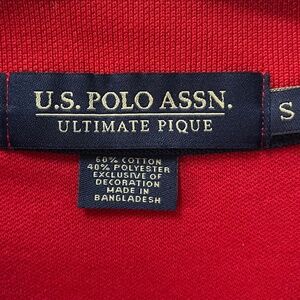 U.S. POLO ASSN.
ULTIMATE PIQUE
S
60% COTTON
40% POLYESTER
EXCLUSIVE OF
DECORATION
MADE IN
BANGLADESH